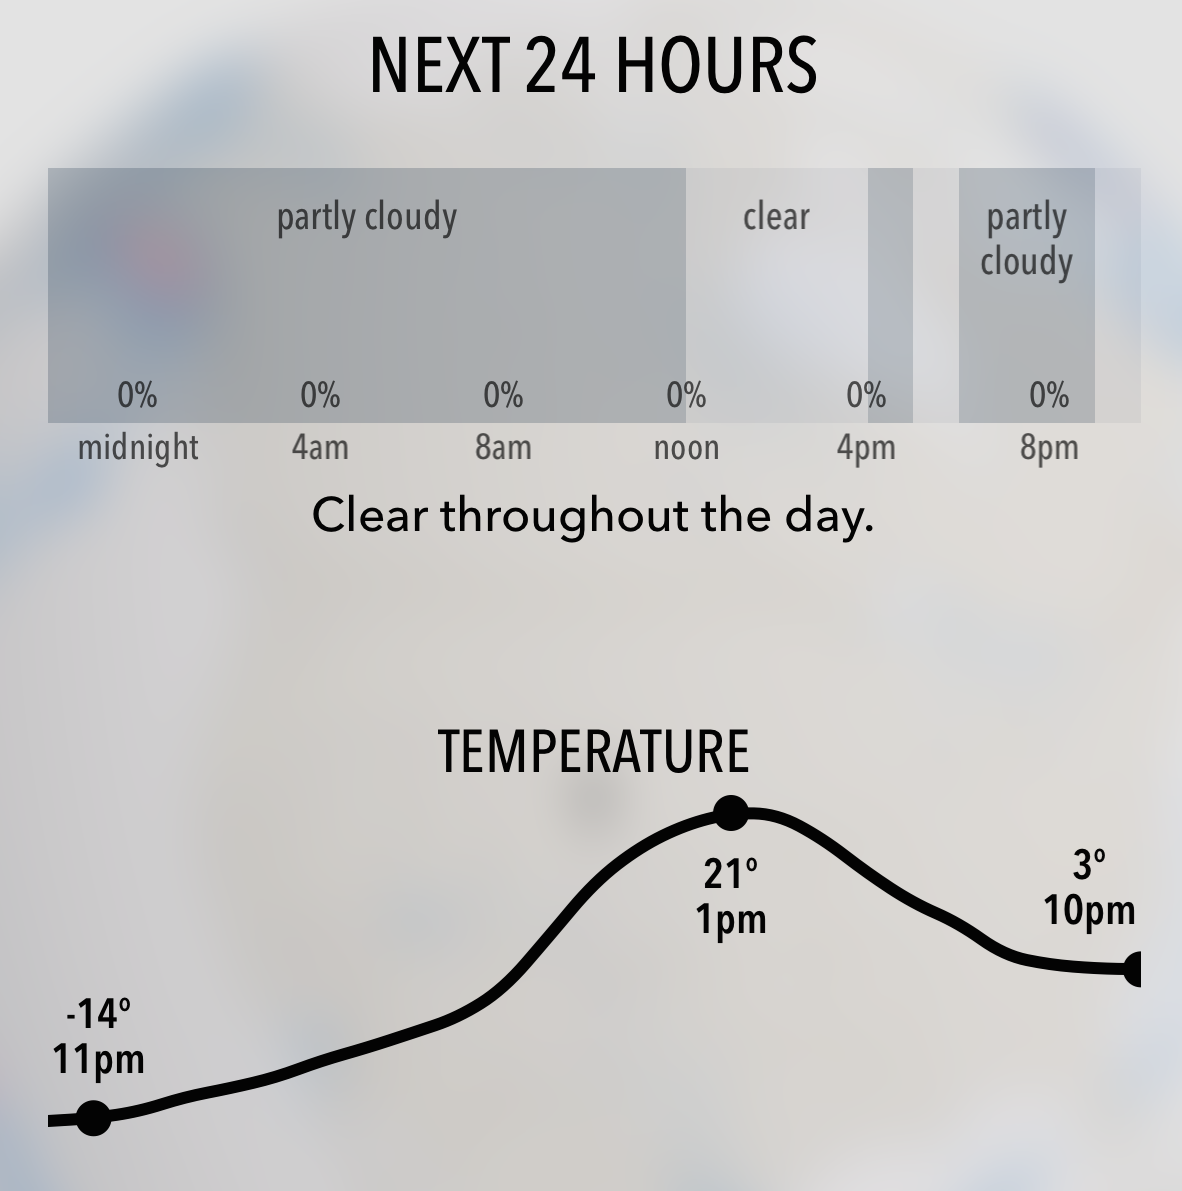 NEXT 24 HOURS
partly cloudy
clear
partly
cloudy
0% 0% 0% 0% 0% 0%
midnight 4am 8am noon 4pm 8pm
Clear throughout the day.
TEMPERATURE
21º
1pm
3º
10pm
-14º
11pm